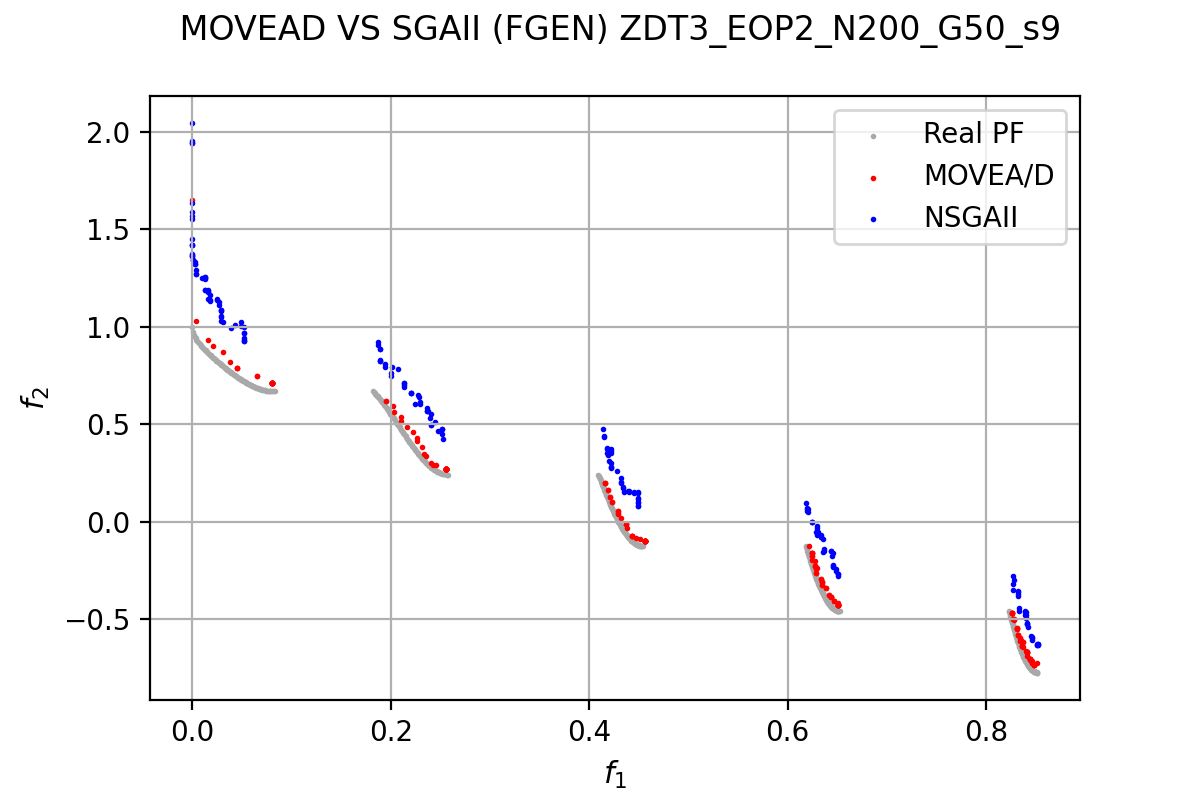 MOVEAD VS SGAII (FGEN) ZDT3_EOP2_N200_G50_s9
Real PF
MOVEA/D
NSGAII
2.0
1.5
1.0
0.5
0.0
−0.5
f2
0.0 0.2 0.4 0.6 0.8
f1